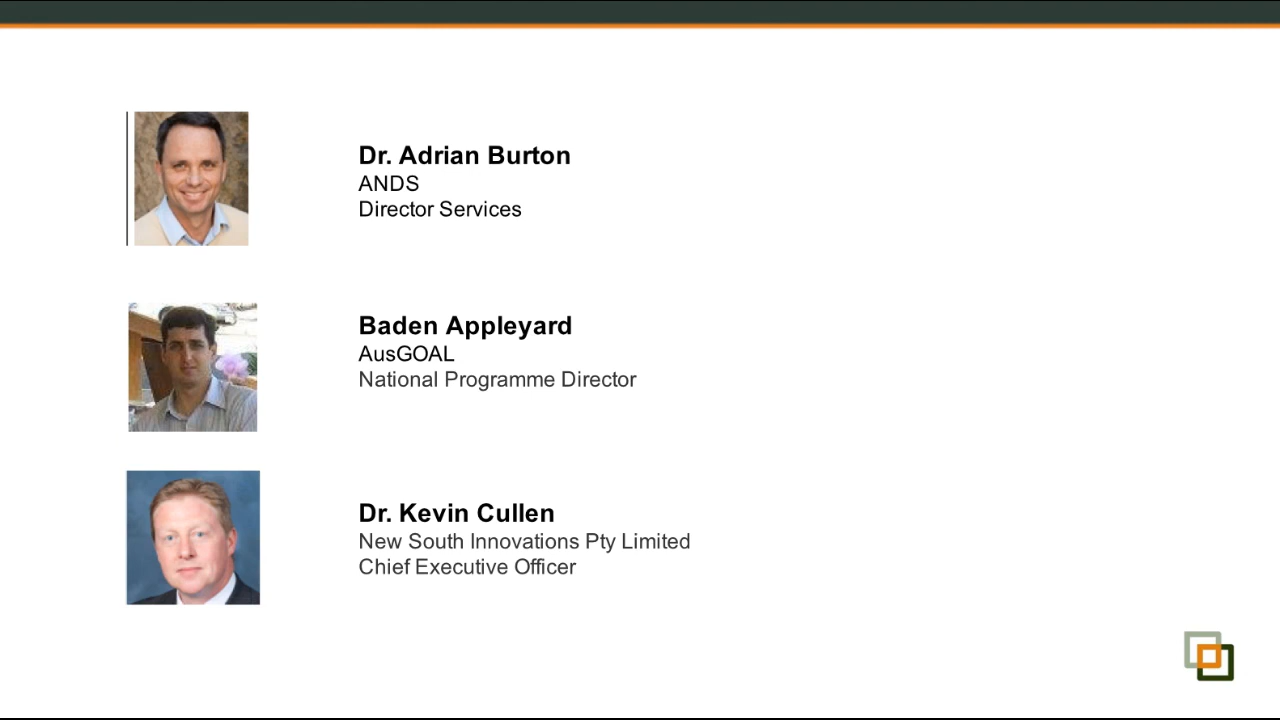 Dr. Adrian Burton
ANDS
Director Services
Baden Appleyard
AusGOAL
National Programme Director
Dr. Kevin Cullen
New South Innovations Pty Limited
Chief Executive Officer